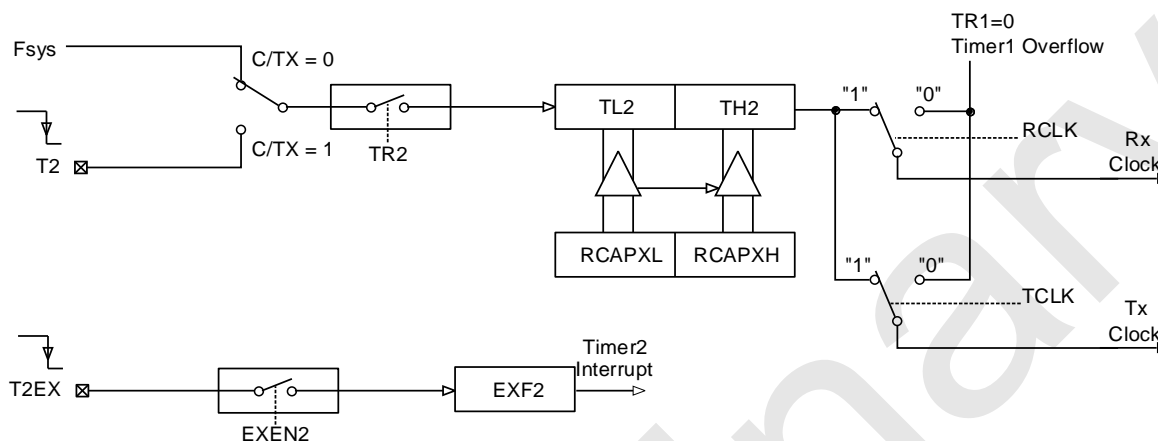 Fsys
C/TX = 0
TR1=0
Timer1 Overflow
TL2
TH2
"1"
"0"
T2
C/TX = 1
TR2
RCLK
Rx
Clock
RCAPXL
RCAPXH
"1"
"0"
TCLK
Tx
Clock
T2EX
EXEN2
EXF2
Timer2
Interrupt